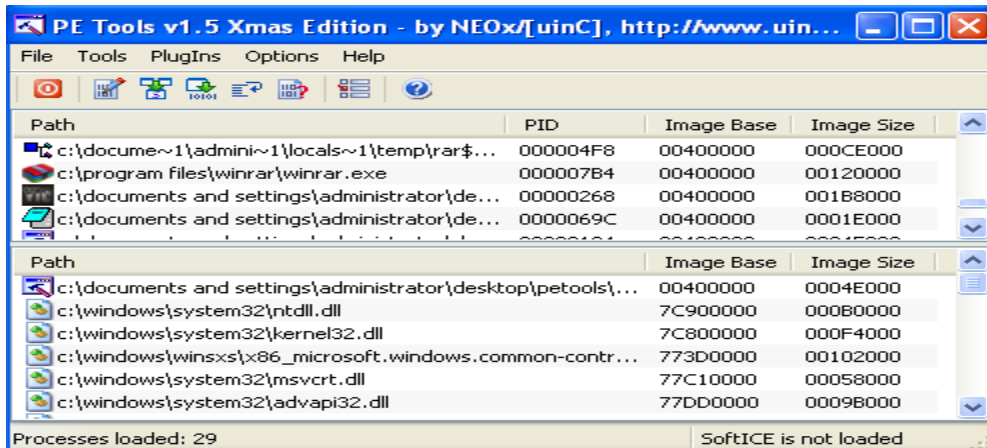 PE Tools v1.5 Xmas Edition - by NEOx/[uinC], http://www.uin...
File Tools PlugIns Options Help
Path PID Image Base Image Size
c:\docume~1\admini~1\locals~1\temp\rar$... 000004F8 00400000 000CE000
c:\program files\winrar\winrar.exe 000007B4 00400000 00120000
c:\documents and settings\administrator\de... 00000268 00400000 001B8000
c:\documents and settings\administrator\de... 0000069C 00400000 0001E000
Path Image Base Image Size
c:\documents and settings\administrator\desktop\petools\... 00400000 0004E000
c:\windows\system32\ntdll.dll 7C900000 000B0000
c:\windows\system32\kernel32.dll 7C800000 000F4000
c:\windows\winsxs\x86_microsoft.windows.common-contr... 773D0000 00102000
c:\windows\system32\msvcrt.dll 77C10000 00058000
c:\windows\system32\advapi32.dll 77DD0000 0009B000
Processes loaded: 29 SoftICE is not loaded